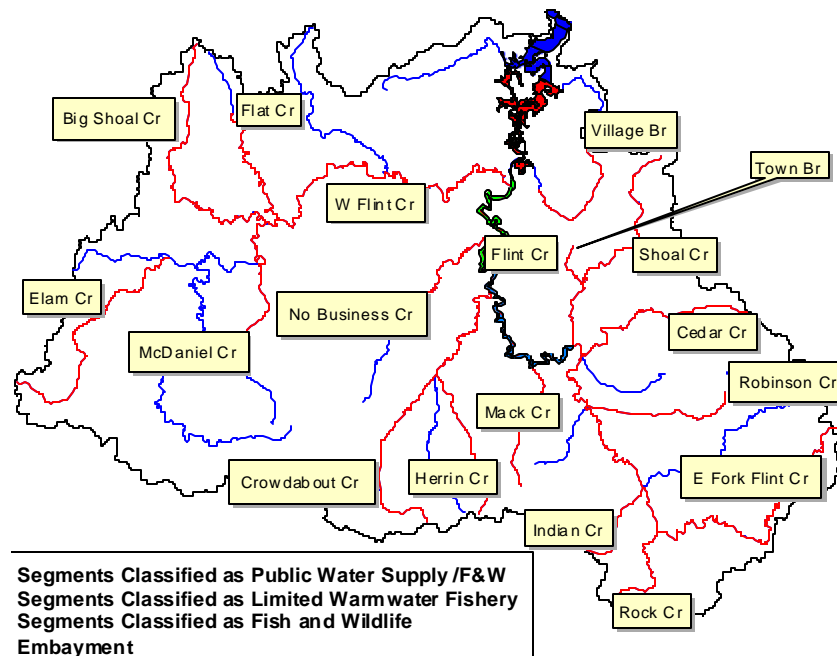 Big Shoal Cr
Flat Cr
Village Br
Town Br
W Flint Cr
Flint Cr
Shoal Cr
Elam Cr
No Business Cr
McDaniel Cr
Cedar Cr
Robinson Cr
Mack Cr
Crowdabout Cr
Herrin Cr
E Fork Flint Cr
Indian Cr
Rock Cr
Segments Classified as Public Water Supply /F&W
Segments Classified as Limited Warmwater Fishery
Segments Classified as Fish and Wildlife
Embayment